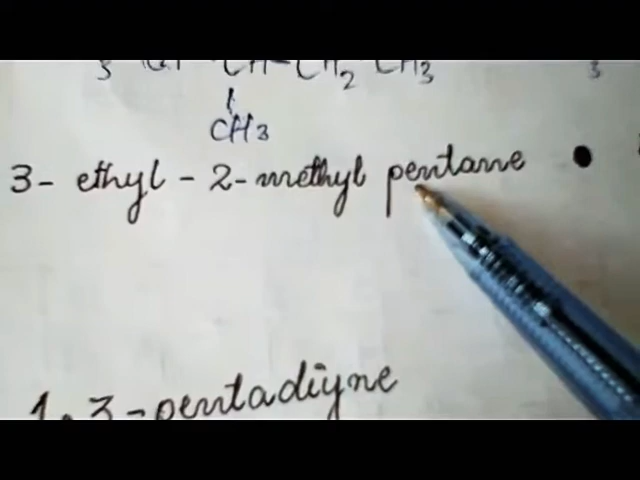 CH3
3- ethyl - 2-methyl pentane
1,3-pentadiyne